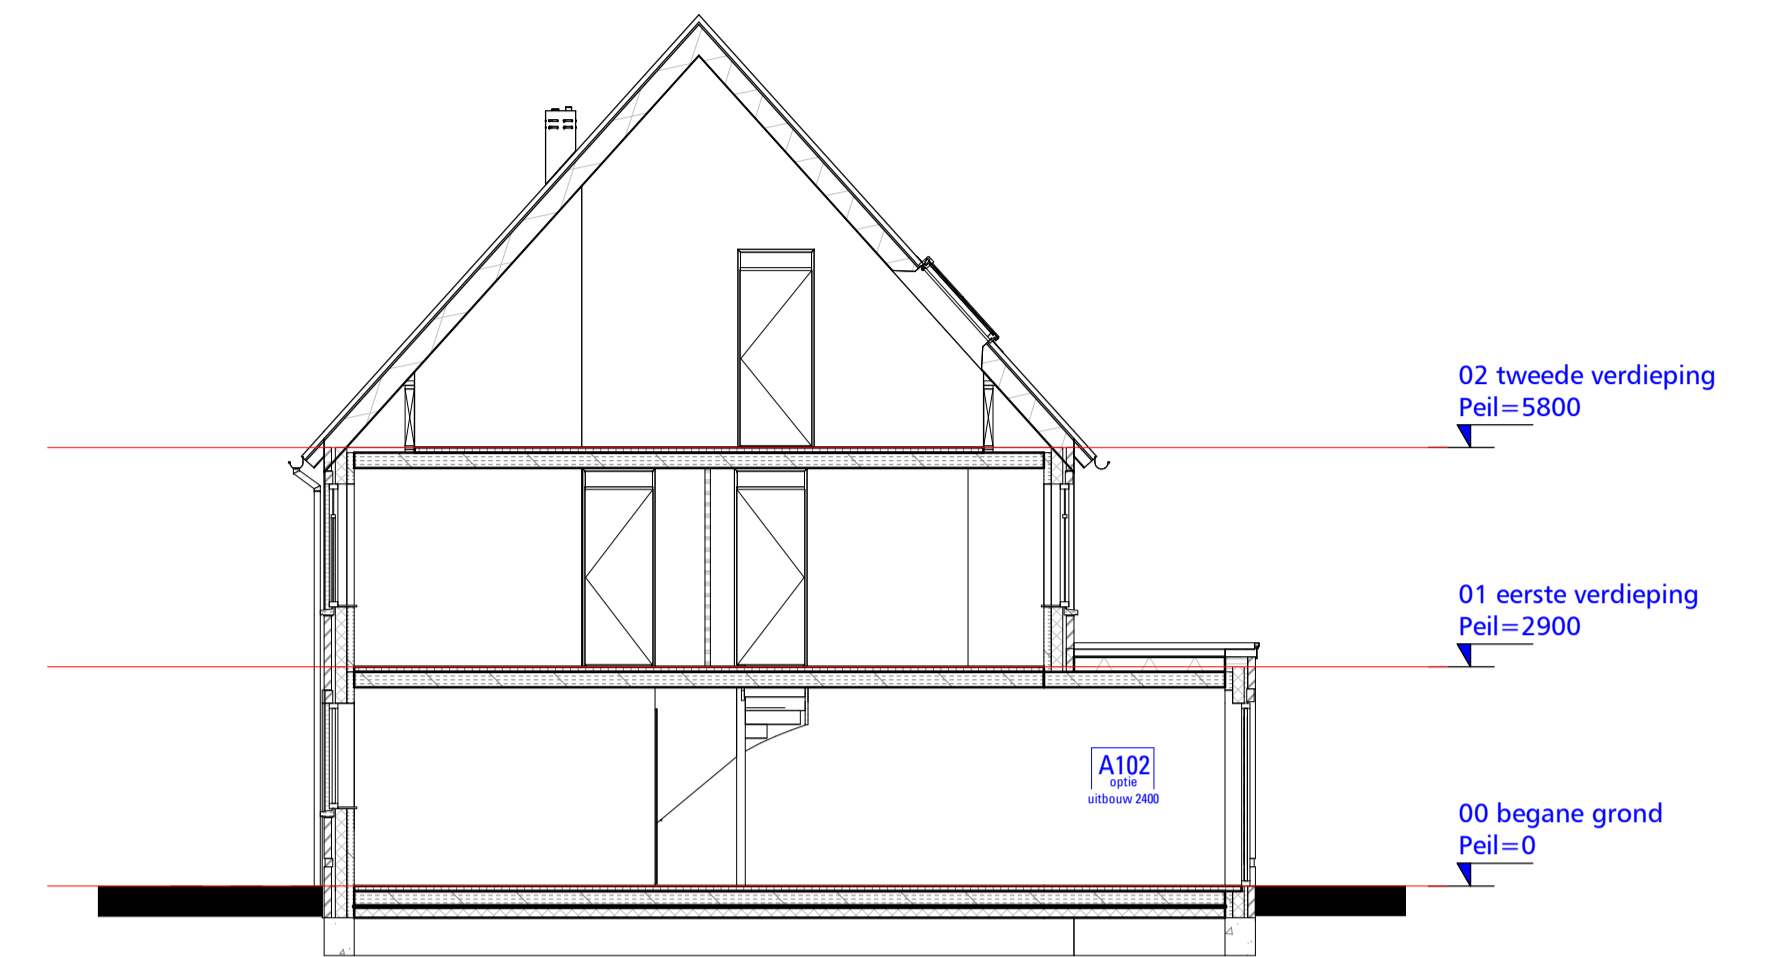 02 tweede verdieping
Peil=5800
01 eerste verdieping
Peil=2900
A102
optie
uitbouw 2400
00 begane grond
Peil=0